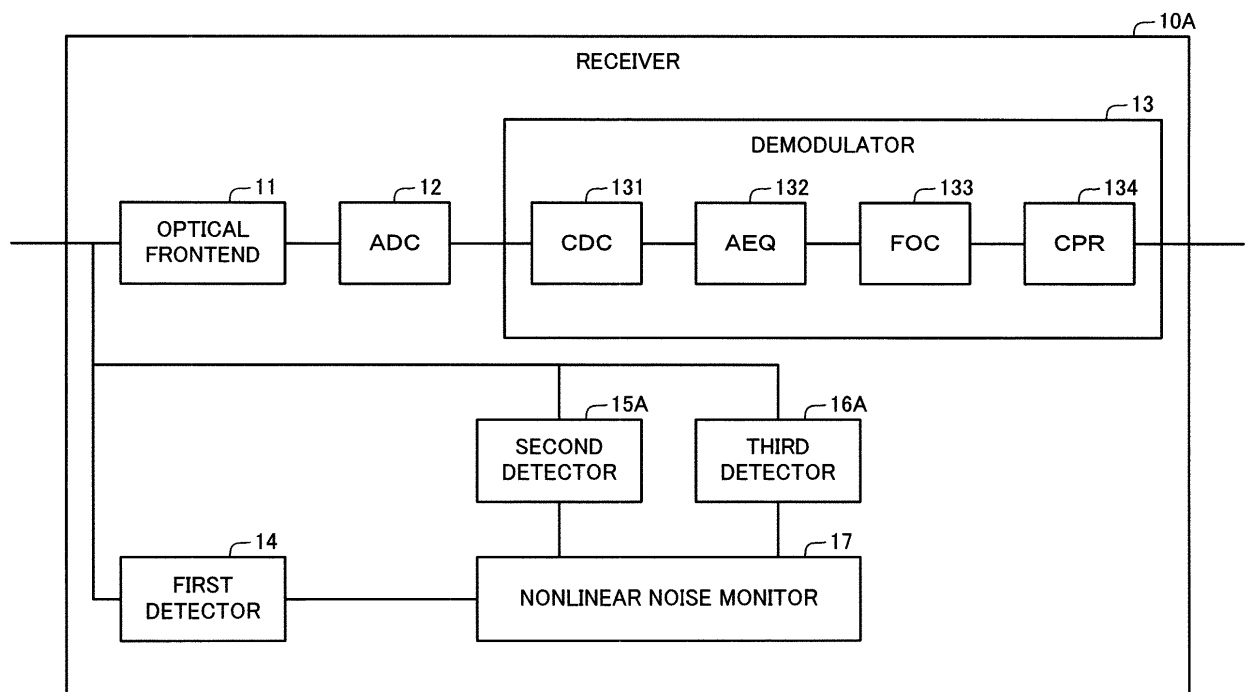 10A
RECEIVER
13
DEMODULATOR
11
OPTICAL
FRONTEND
12
ADC
131
CDC
132
AEQ
133
FOC
134
CPR
15A
SECOND
DETECTOR
16A
THIRD
DETECTOR
14
FIRST
DETECTOR
17
NONLINEAR NOISE MONITOR